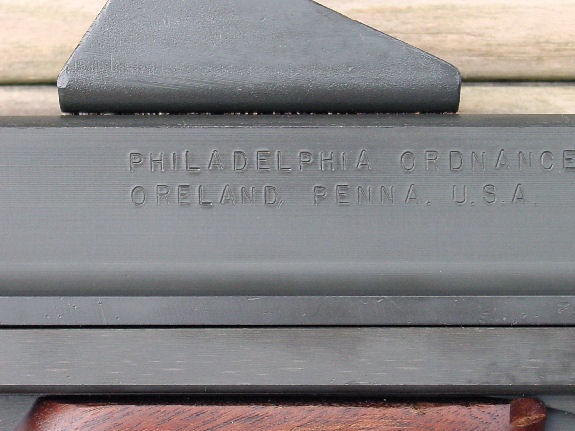 PHILADELPHIA ORDNANCE
ORELAND, PENNA. U.S.A.